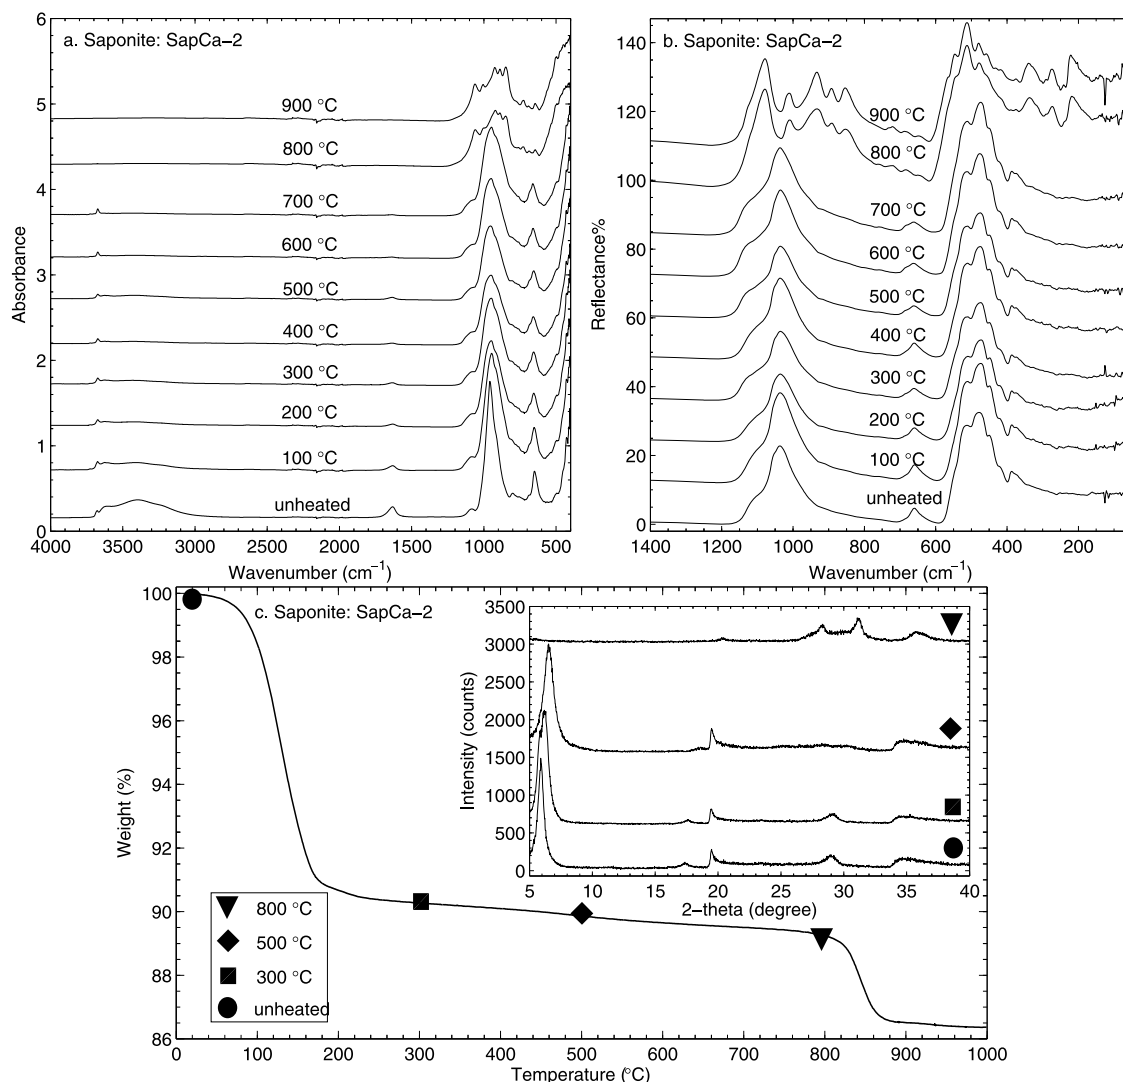 a. Saponite: SapCa−2
6
5
4
3
2
1
0
Absorbance
900 °C
800 °C
700 °C
600 °C
500 °C
400 °C
300 °C
200 °C
100 °C
unheated
4000 3500 3000 2500 2000 1500 1000 500
Wavenumber (cm−1)
b. Saponite: SapCa−2
140
120
100
80
60
40
20
0
Reflectance%
900 °C
800 °C
700 °C
600 °C
500 °C
400 °C
300 °C
200 °C
100 °C
unheated
1400 1200 1000 800 600 400 200
Wavenumber (cm−1)
c. Saponite: SapCa−2
100
98
96
94
92
90
88
86
Weight (%)
3500
3000
2500
2000
1500
1000
500
0
Intensity (counts)
5 10 15 20 25 30 35 40
2−theta (degree)
800 °C
500 °C
300 °C
unheated
0 100 200 300 400 500 600 700 800 900 1000
Temperature (°C)